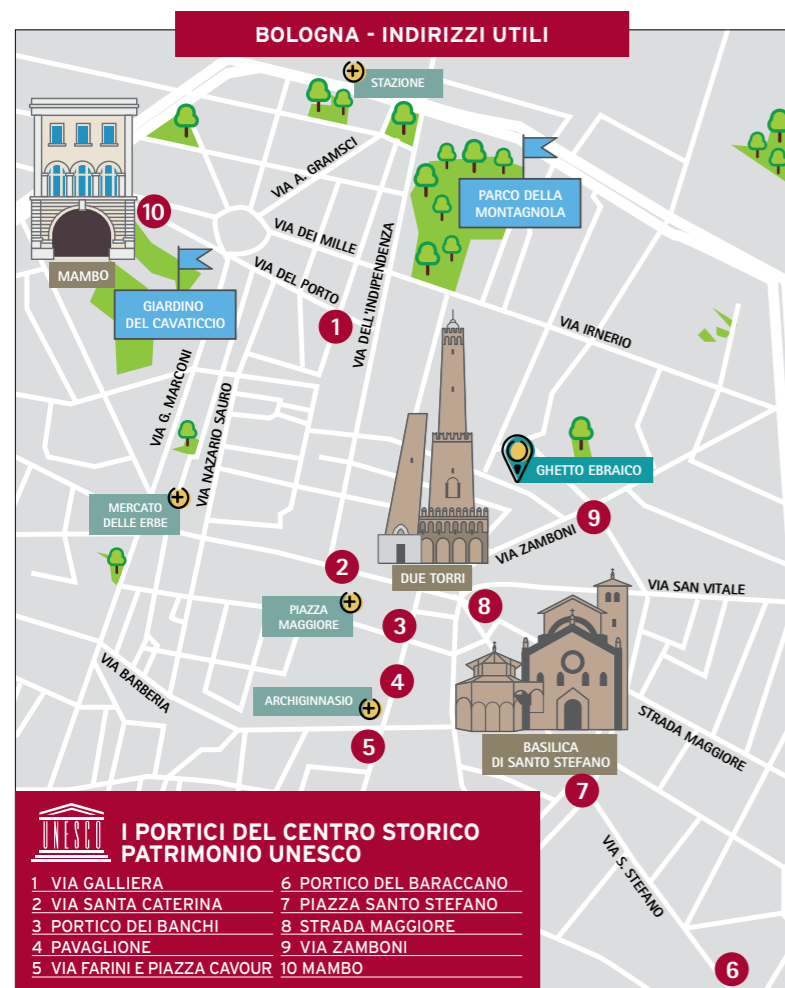 BOLOGNA - INDIRIZZI UTILI
STAZIONE
VIA A. GRAMSCI
PARCO DELLA
MONTAGNOLA
10
MAMBO
VIA DEI MILLE
VIA DEL PORTO
GIARDINO
DEL CAVATICCIO
1
VIA DELL'INDIPENDENZA
VIA IRNERIO
VIA G. MARCONI
VIA NAZARIO SAURO
GHETTO EBRAICO
MERCATO
DELLE ERBE
9
VIA ZAMBONI
2
DUE TORRI
VIA SAN VITALE
8
PIAZZA
MAGGIORE
3
VIA BARBERIA
4
ARCHIGINNASIO
STRADA MAGGIORE
5
BASILICA
DI SANTO STEFANO
7
VIA S. STEFANO
6
UNESCO
I PORTICI DEL CENTRO STORICO
PATRIMONIO UNESCO
1 VIA GALLIERA
2 VIA SANTA CATERINA
3 PORTICO DEI BANCHI
4 PAVAGLIONE
5 VIA FARINI E PIAZZA CAVOUR
6 PORTICO DEL BARACCANO
7 PIAZZA SANTO STEFANO
8 STRADA MAGGIORE
9 VIA ZAMBONI
10 MAMBO